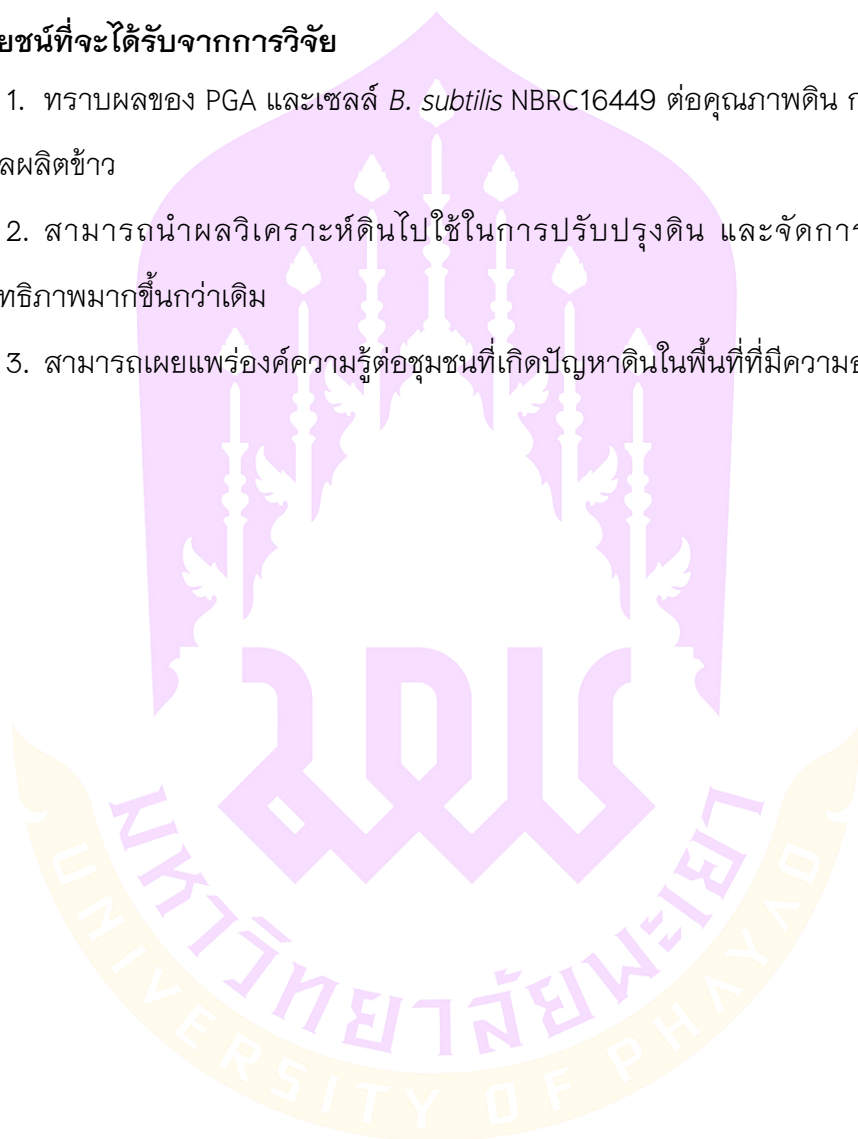 ยชน์ที่จะได้รับจากการวิจัย
1. ทราบผลของ PGA และเซลล์ B. subtilis NBRC16449 ต่อคุณภาพดิน ก
ลผลิตข้าว
2. สามารถนำผลวิเคราะห์ดินไปใช้ในการปรับปรุงดิน และจัดการ
ทธิภาพมากขึ้นกว่าเดิม
3. สามารถเผยแพร่องค์ความรู้ต่อชุมชนที่เกิดปัญหาดินในพื้นที่ที่มีความอ
มหาวิทยาลัยพะเยา
UNIVERSITY OF PHAYAO